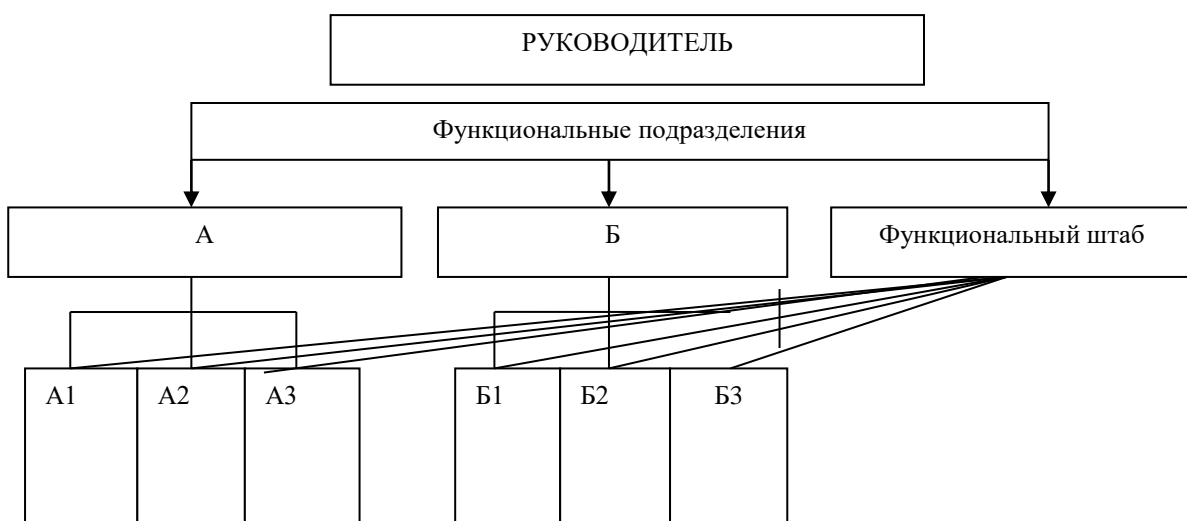 РУКОВОДИТЕЛЬ
Функциональные подразделения
А
Б
Функциональный штаб
А1
А2
А3
Б1
Б2
Б3